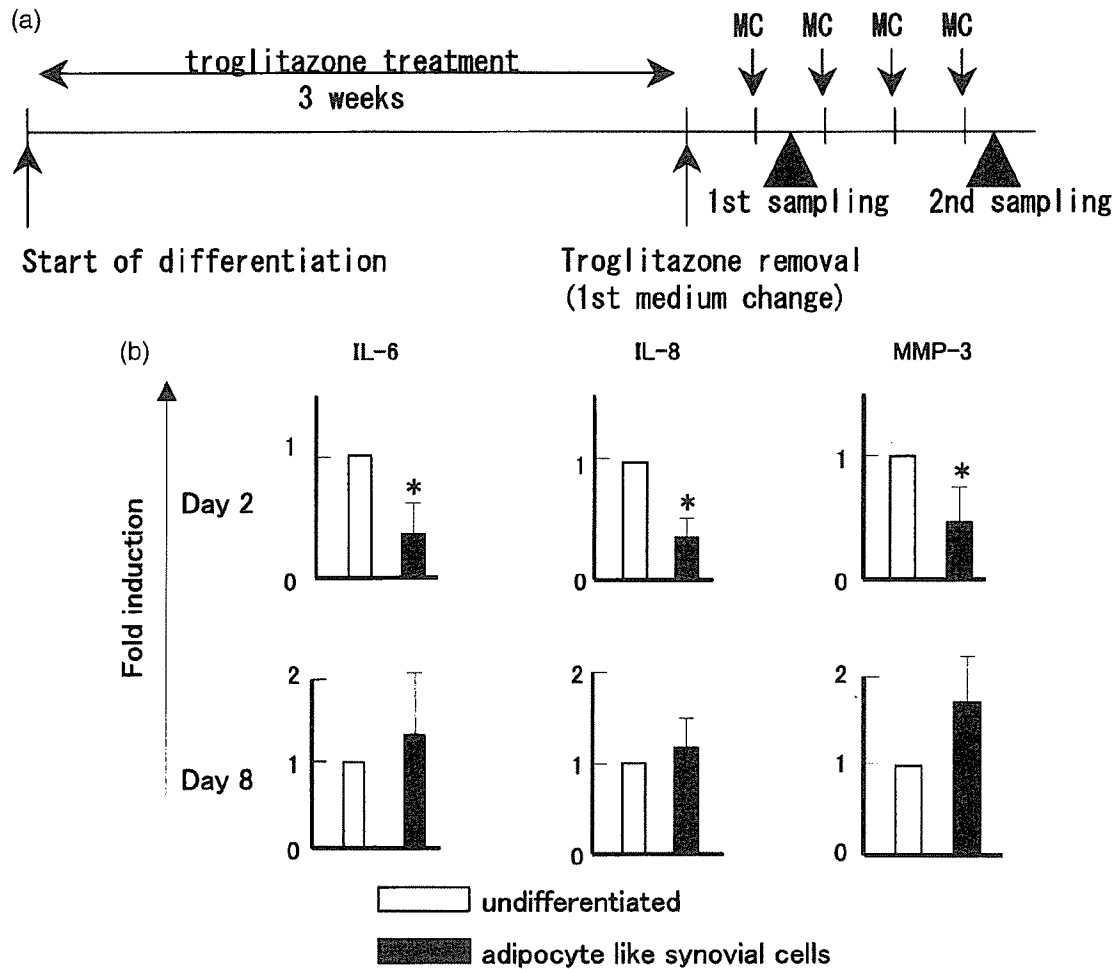 (a)
MC MC MC MC
troglitazone treatment
3 weeks
1st sampling 2nd sampling
Start of differentiation
Troglitazone removal
(1st medium change)
(b)
IL-6 IL-8 MMP-3
Fold induction
Day 2
1
*
0
1
*
0
1
*
0
Day 8
2
1
0
2
1
0
2
1
0
undifferentiated
adipocyte like synovial cells